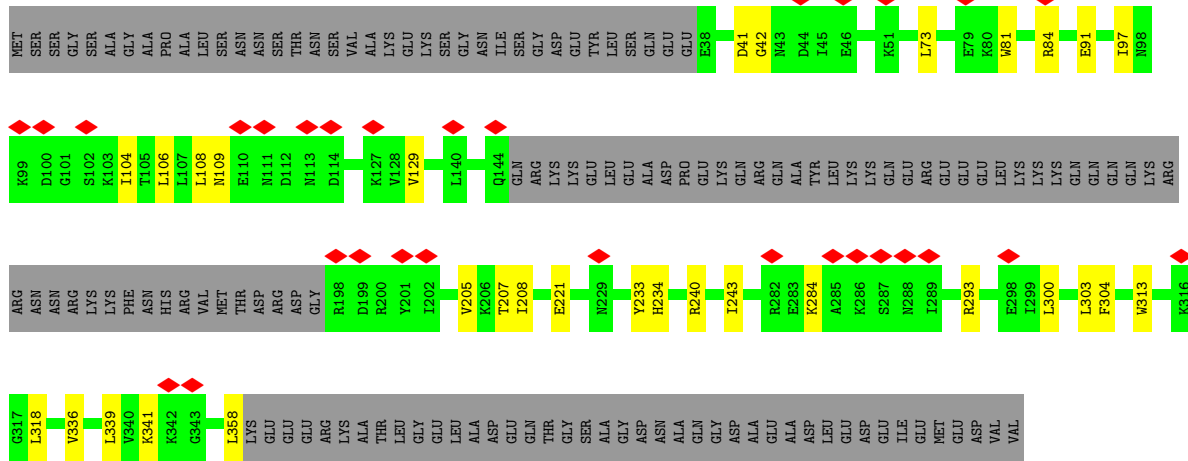 MET SER SER GLY SER ALA GLY ALA PRO ALA LEU SER ASN ASN SER THR ASN SER VAL ALA LYS GLU LYS SER GLY ASN ILE SER GLY ASP GLU TYR LEU SER GLN GLU GLU E38 D41 G42 N43 D44 I45 E46 K51 L73 E79 K80 W81 R84 E91 I97 N98
K99 D100 G101 S102 K103 I104 T105 L106 L107 L108 N109 E110 N111 D112 N113 D114 K127 V128 V129 L140 Q144 GLN ARG LYS LYS GLU LEU GLU ALA ASP PRO GLU LYS GLN ARG GLN ALA TYR LEU LYS LYS GLN GLU ARG GLU GLU GLU LEU LYS LYS LYS GLN GLN GLN GLN LYS ARG
ARG ASN ASN ARG LYS LYS PHE ASN HIS ARG VAL MET THR ASP ARG ASP GLY R198 D199 R200 Y201 I202 V205 K206 T207 I208 E221 N229 Y233 H234 R240 I243 R282 E283 K284 A285 K286 S287 N288 I289 R293 E298 I299 L300 L303 F304 W313 K316
G317 L318 V336 L339 V340 K341 K342 G343 L358 LYS GLU GLU GLU ARG LYS ALA THR LEU GLY GLU LEU ALA ASP GLU GLN THR GLY SER ALA GLY ASP ASN ALA GLN GLY ASP ALA GLU ALA ASP LEU GLU ASP GLU ILE GLU MET GLU ASP VAL VAL